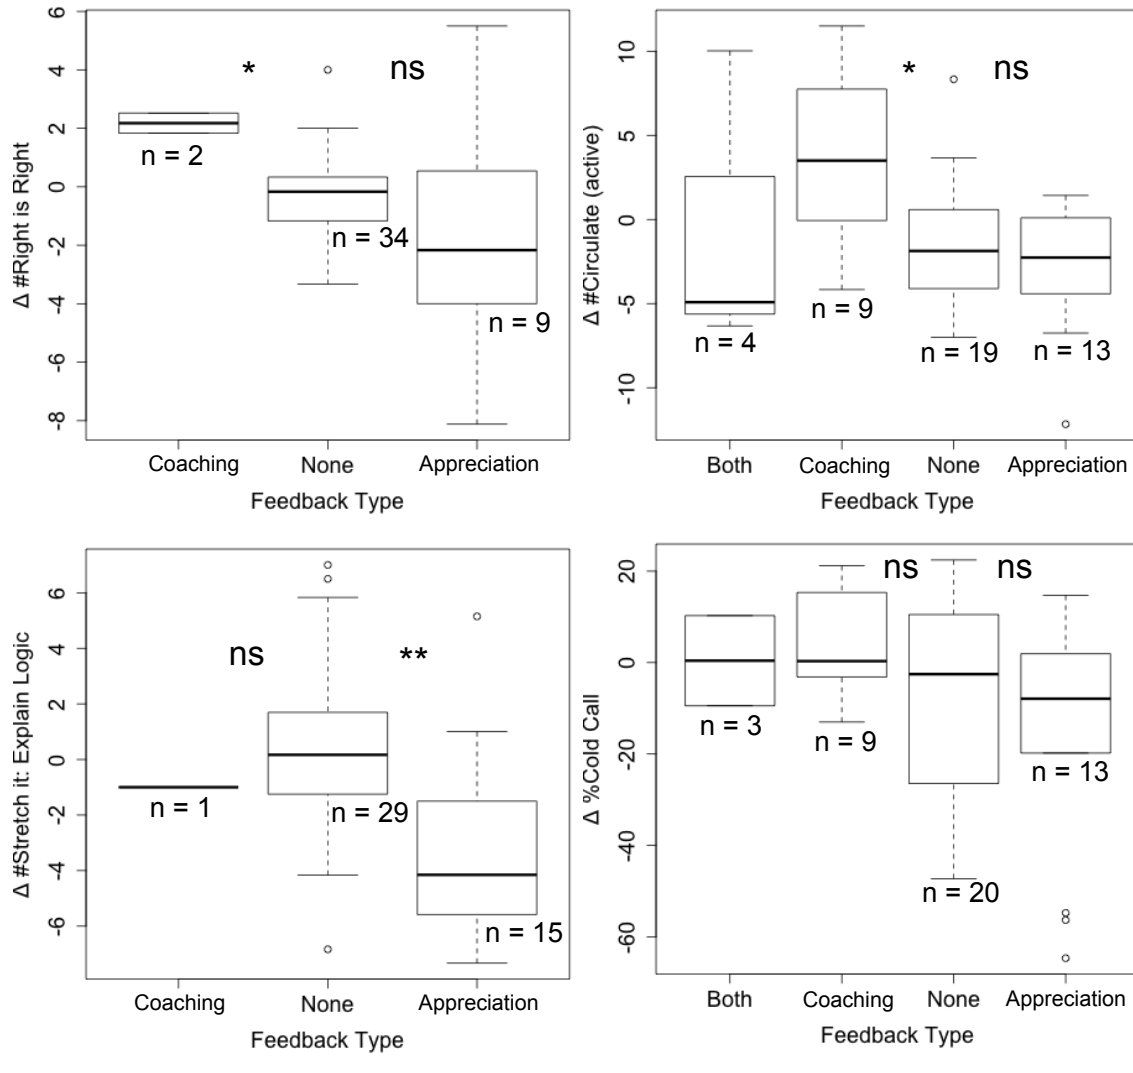 Δ #Right is Right
6
4
2
0
-2
-4
-6
-8
*
ns
n = 2
n = 34
n = 9
Coaching
None
Appreciation
Feedback Type
Δ #Circulate (active)
10
5
0
-5
-10
*
ns
n = 4
n = 9
n = 19
n = 13
Both
Coaching
None
Appreciation
Feedback Type
Δ #Stretch it: Explain Logic
6
4
2
0
-2
-4
-6
ns
**
n = 1
n = 29
n = 15
Coaching
None
Appreciation
Feedback Type
Δ %Cold Call
20
0
-20
-40
-60
ns
ns
n = 3
n = 9
n = 20
n = 13
Both
Coaching
None
Appreciation
Feedback Type